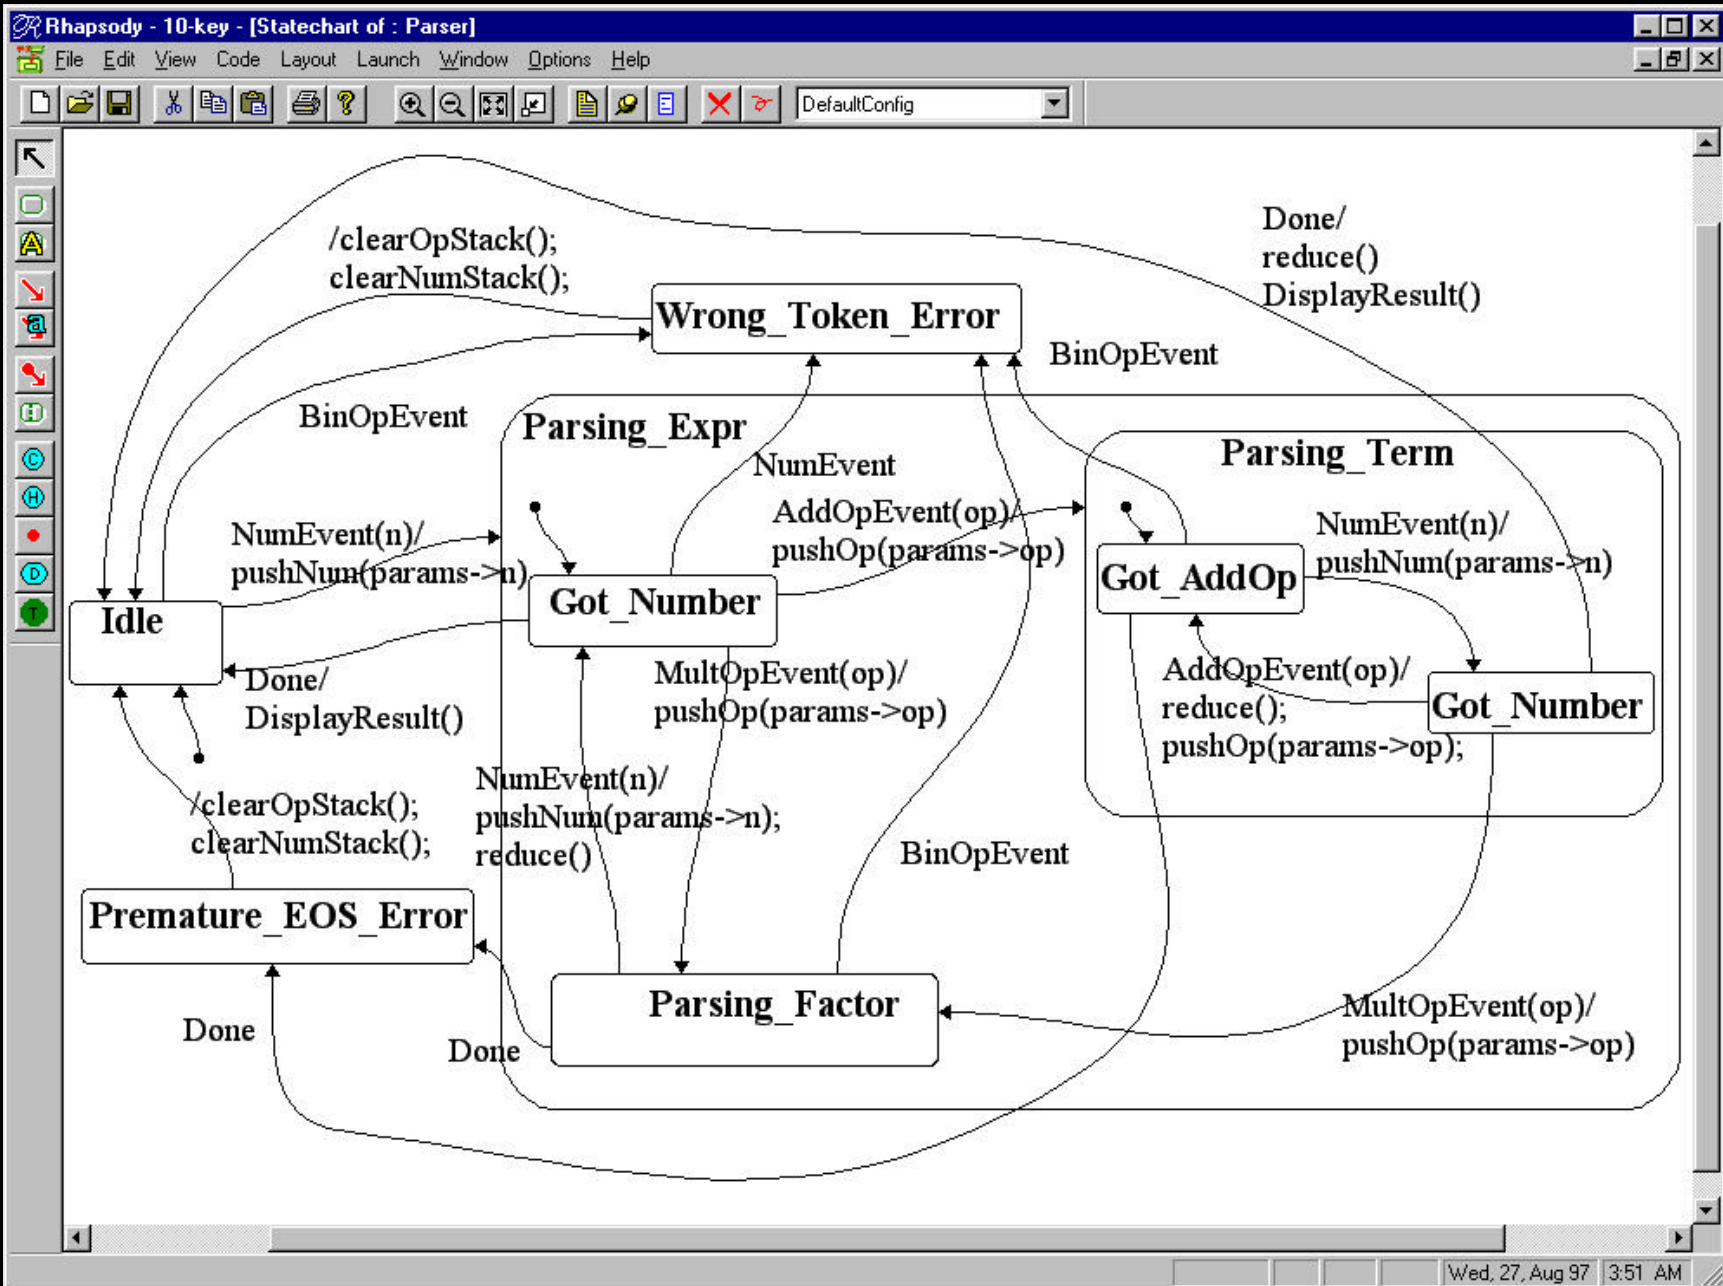 Rhapsody - 10-key - [Statechart of : Parser]
File Edit View Code Layout Launch Window Options Help
DefaultConfig
Done/
reduce()
DisplayResult()
/clearOpStack();
clearNumStack();
Wrong_Token_Error
BinOpEvent
BinOpEvent
Parsing_Expr
Parsing_Term
NumEvent
AddOpEvent(op)/
pushOp(params->op)
NumEvent(n)/
pushNum(params->n)
NumEvent(n)/
pushNum(params->n)
Idle
Got_Number
Got_AddOp
Done/
DisplayResult()
MultOpEvent(op)/
pushOp(params->op)
AddOpEvent(op)/
reduce();
pushOp(params->op);
Got_Number
NumEvent(n)/
pushNum(params->n);
reduce()
/clearOpStack();
clearNumStack();
BinOpEvent
Premature_EOS_Error
Parsing_Factor
Done
Done
MultOpEvent(op)/
pushOp(params->op)
A
a
H
C
H
D
T
Wed, 27, Aug 97 3:51 AM